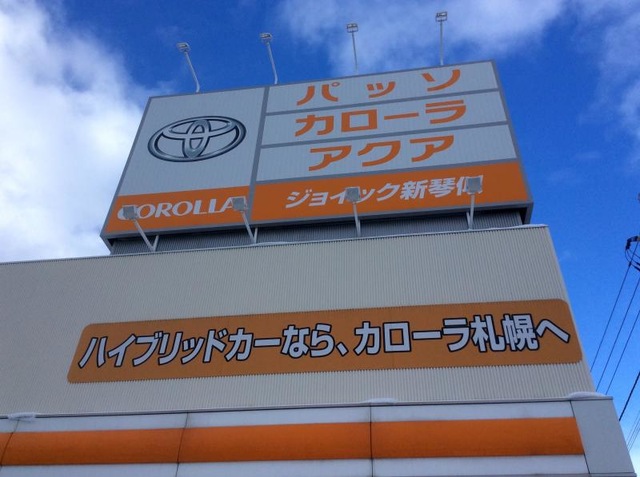 パッソ
カローラ
アクア
COROLLA
ジョイック新琴似
ハイブリッドカーなら、カローラ札幌へ